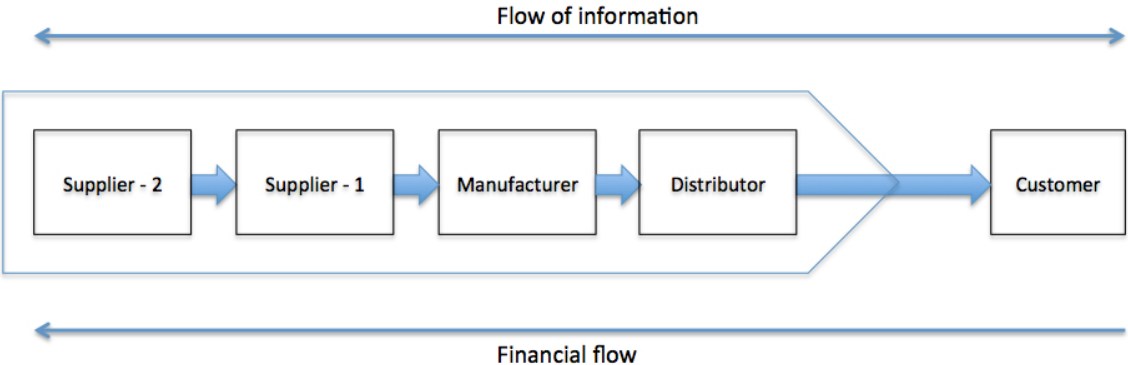 Flow of information
Supplier - 2
Supplier - 1
Manufacturer
Distributor
Customer
Financial flow